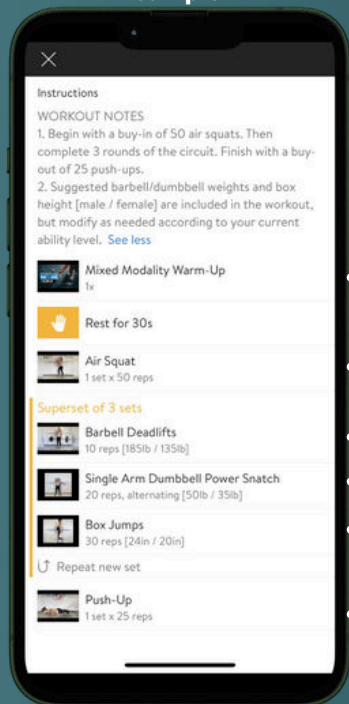 Instructions
WORKOUT NOTES
1. Begin with a buy-in of 50 air squats. Then
complete 3 rounds of the circuit. Finish with a buy-
out of 25 push-ups.
2. Suggested barbell/dumbbell weights and box
height [male / female] are included in the workout,
but modify as needed according to your current
ability level. See less
Mixed Modality Warm-Up
1x
Rest for 30s
Air Squat
1 set x 50 reps
Superset of 3 sets
Barbell Deadlifts
10 reps [185lb / 135lb]
Single Arm Dumbbell Power Snatch
20 reps, alternating [50lb / 35lb]
Box Jumps
30 reps [24in / 20in]
Repeat new set
Push-Up
1 set x 25 reps